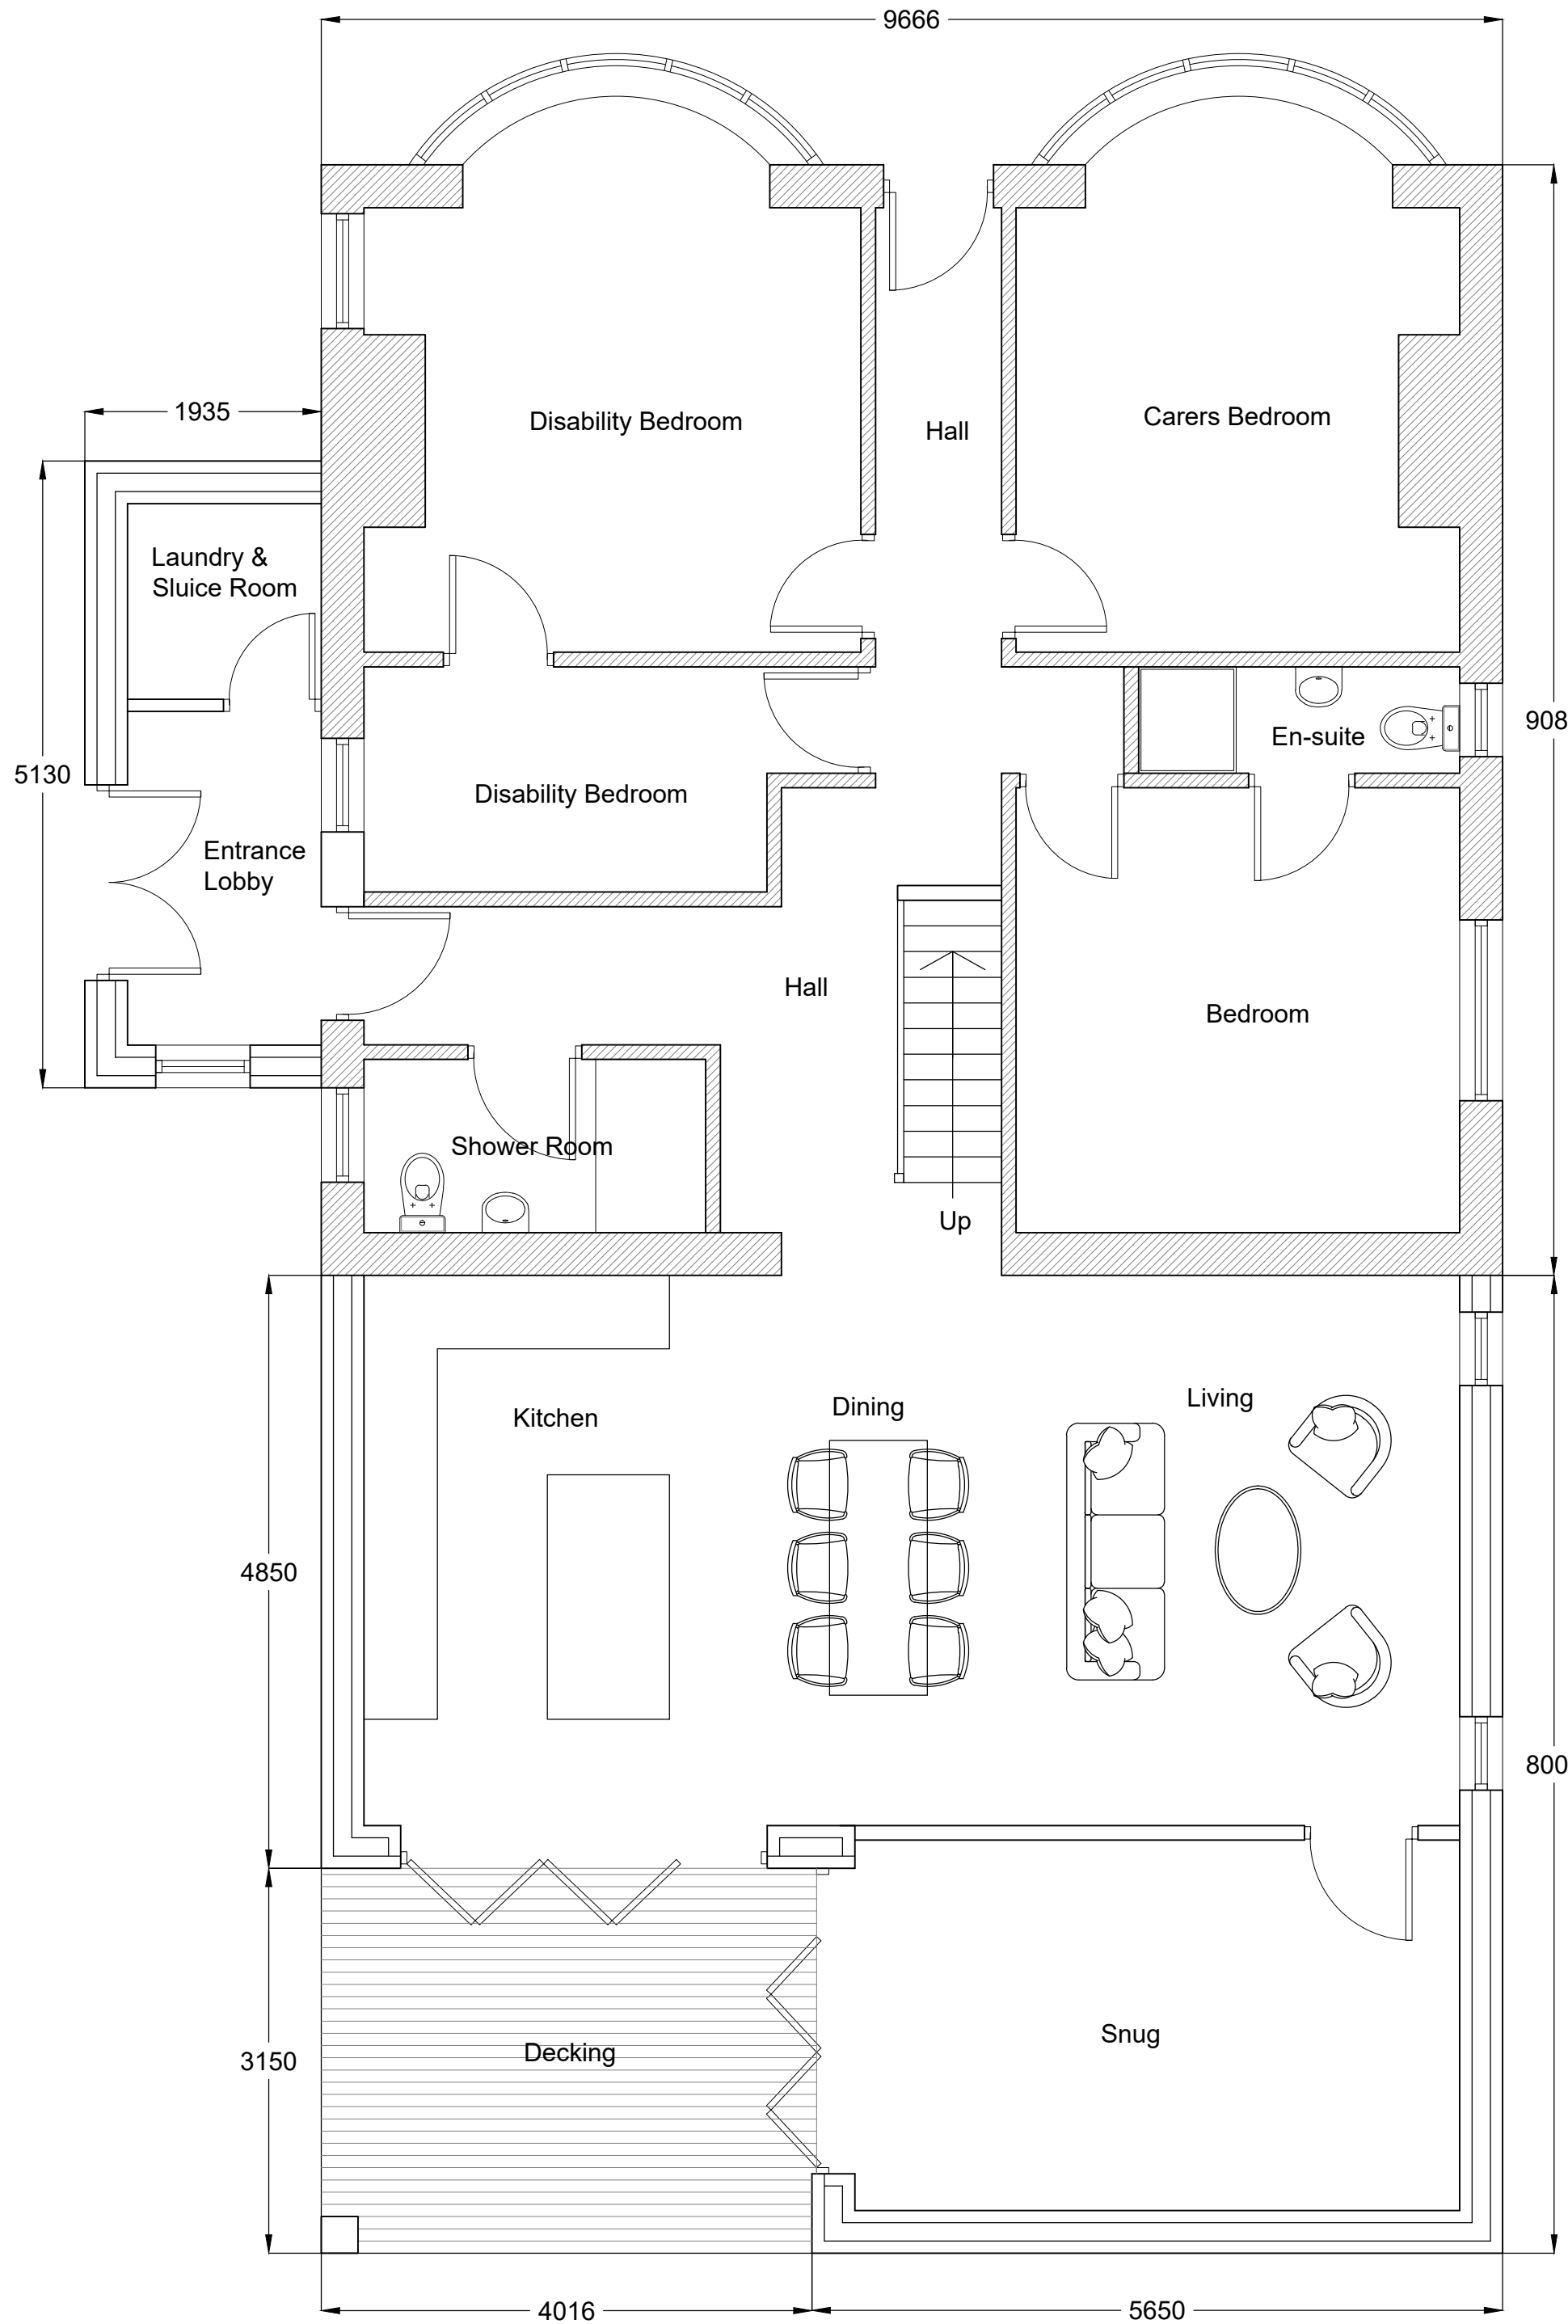 9666
1935
Disability Bedroom
Hall
Carers Bedroom
Laundry &
Sluice Room
5130
908
En-suite
Disability Bedroom
Entrance
Lobby
Hall
Bedroom
Shower Room
Up
Kitchen
Dining
Living
4850
800
Snug
Decking
3150
4016
5650